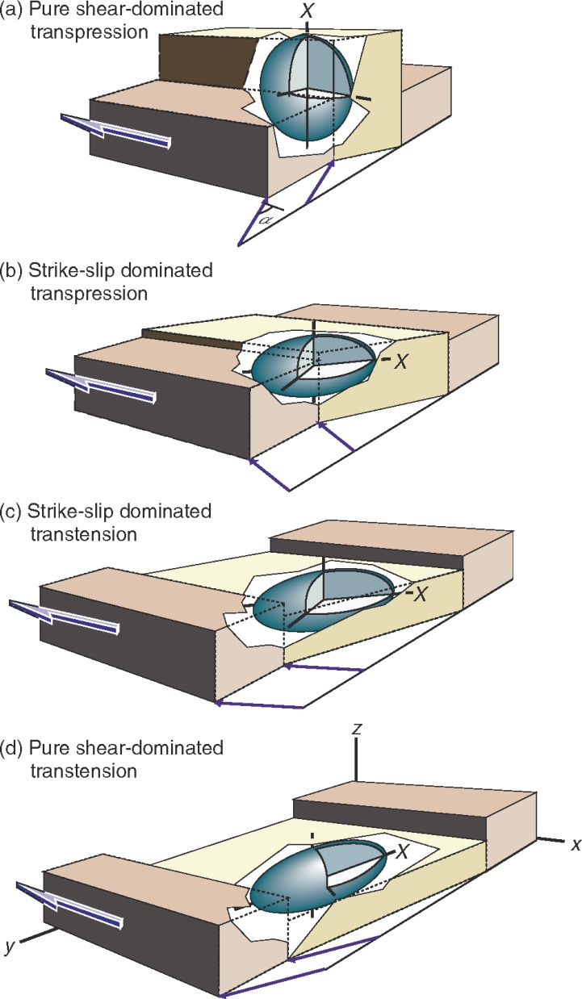 (a) Pure shear-dominated
transpression
X
α
(b) Strike-slip dominated
transpression
X
(c) Strike-slip dominated
transtension
X
(d) Pure shear-dominated
transtension
z
X
x
y